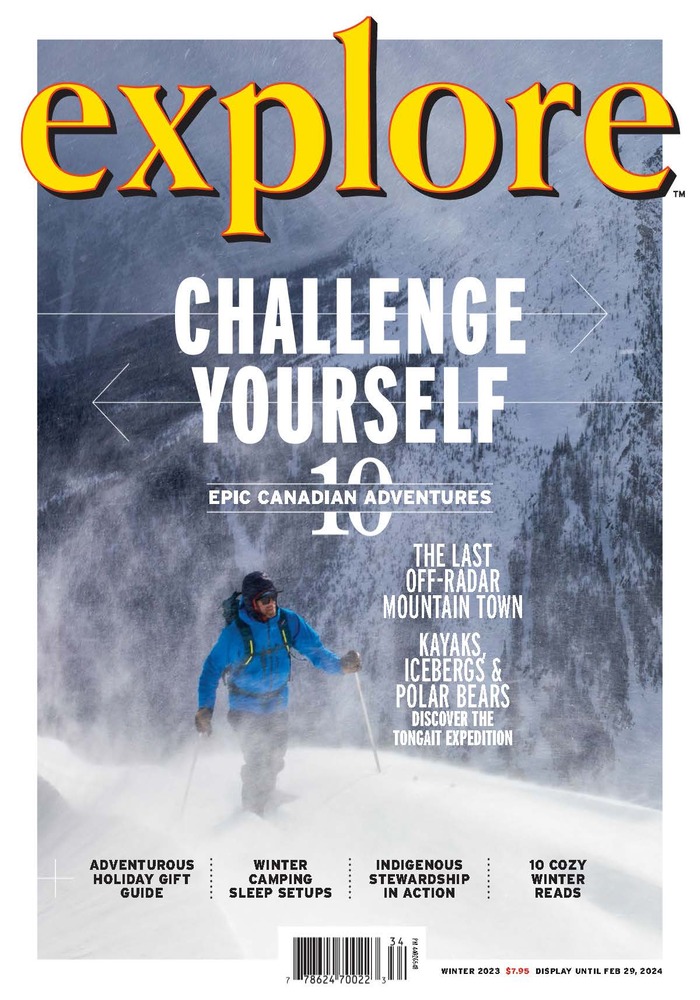 explore
TM
CHALLENGE
YOURSELF
10
EPIC CANADIAN ADVENTURES
THE LAST
OFF-RADAR
MOUNTAIN TOWN
KAYAKS,
ICEBERGS &
POLAR BEARS
DISCOVER THE
TONGAIT EXPEDITION
ADVENTUROUS
HOLIDAY GIFT
GUIDE
WINTER
CAMPING
SLEEP SETUPS
INDIGENOUS
STEWARDSHIP
IN ACTION
10 COZY
WINTER
READS
34
7 78624 70022 3
WINTER 2023 $7.95 DISPLAY UNTIL FEB 29, 2024